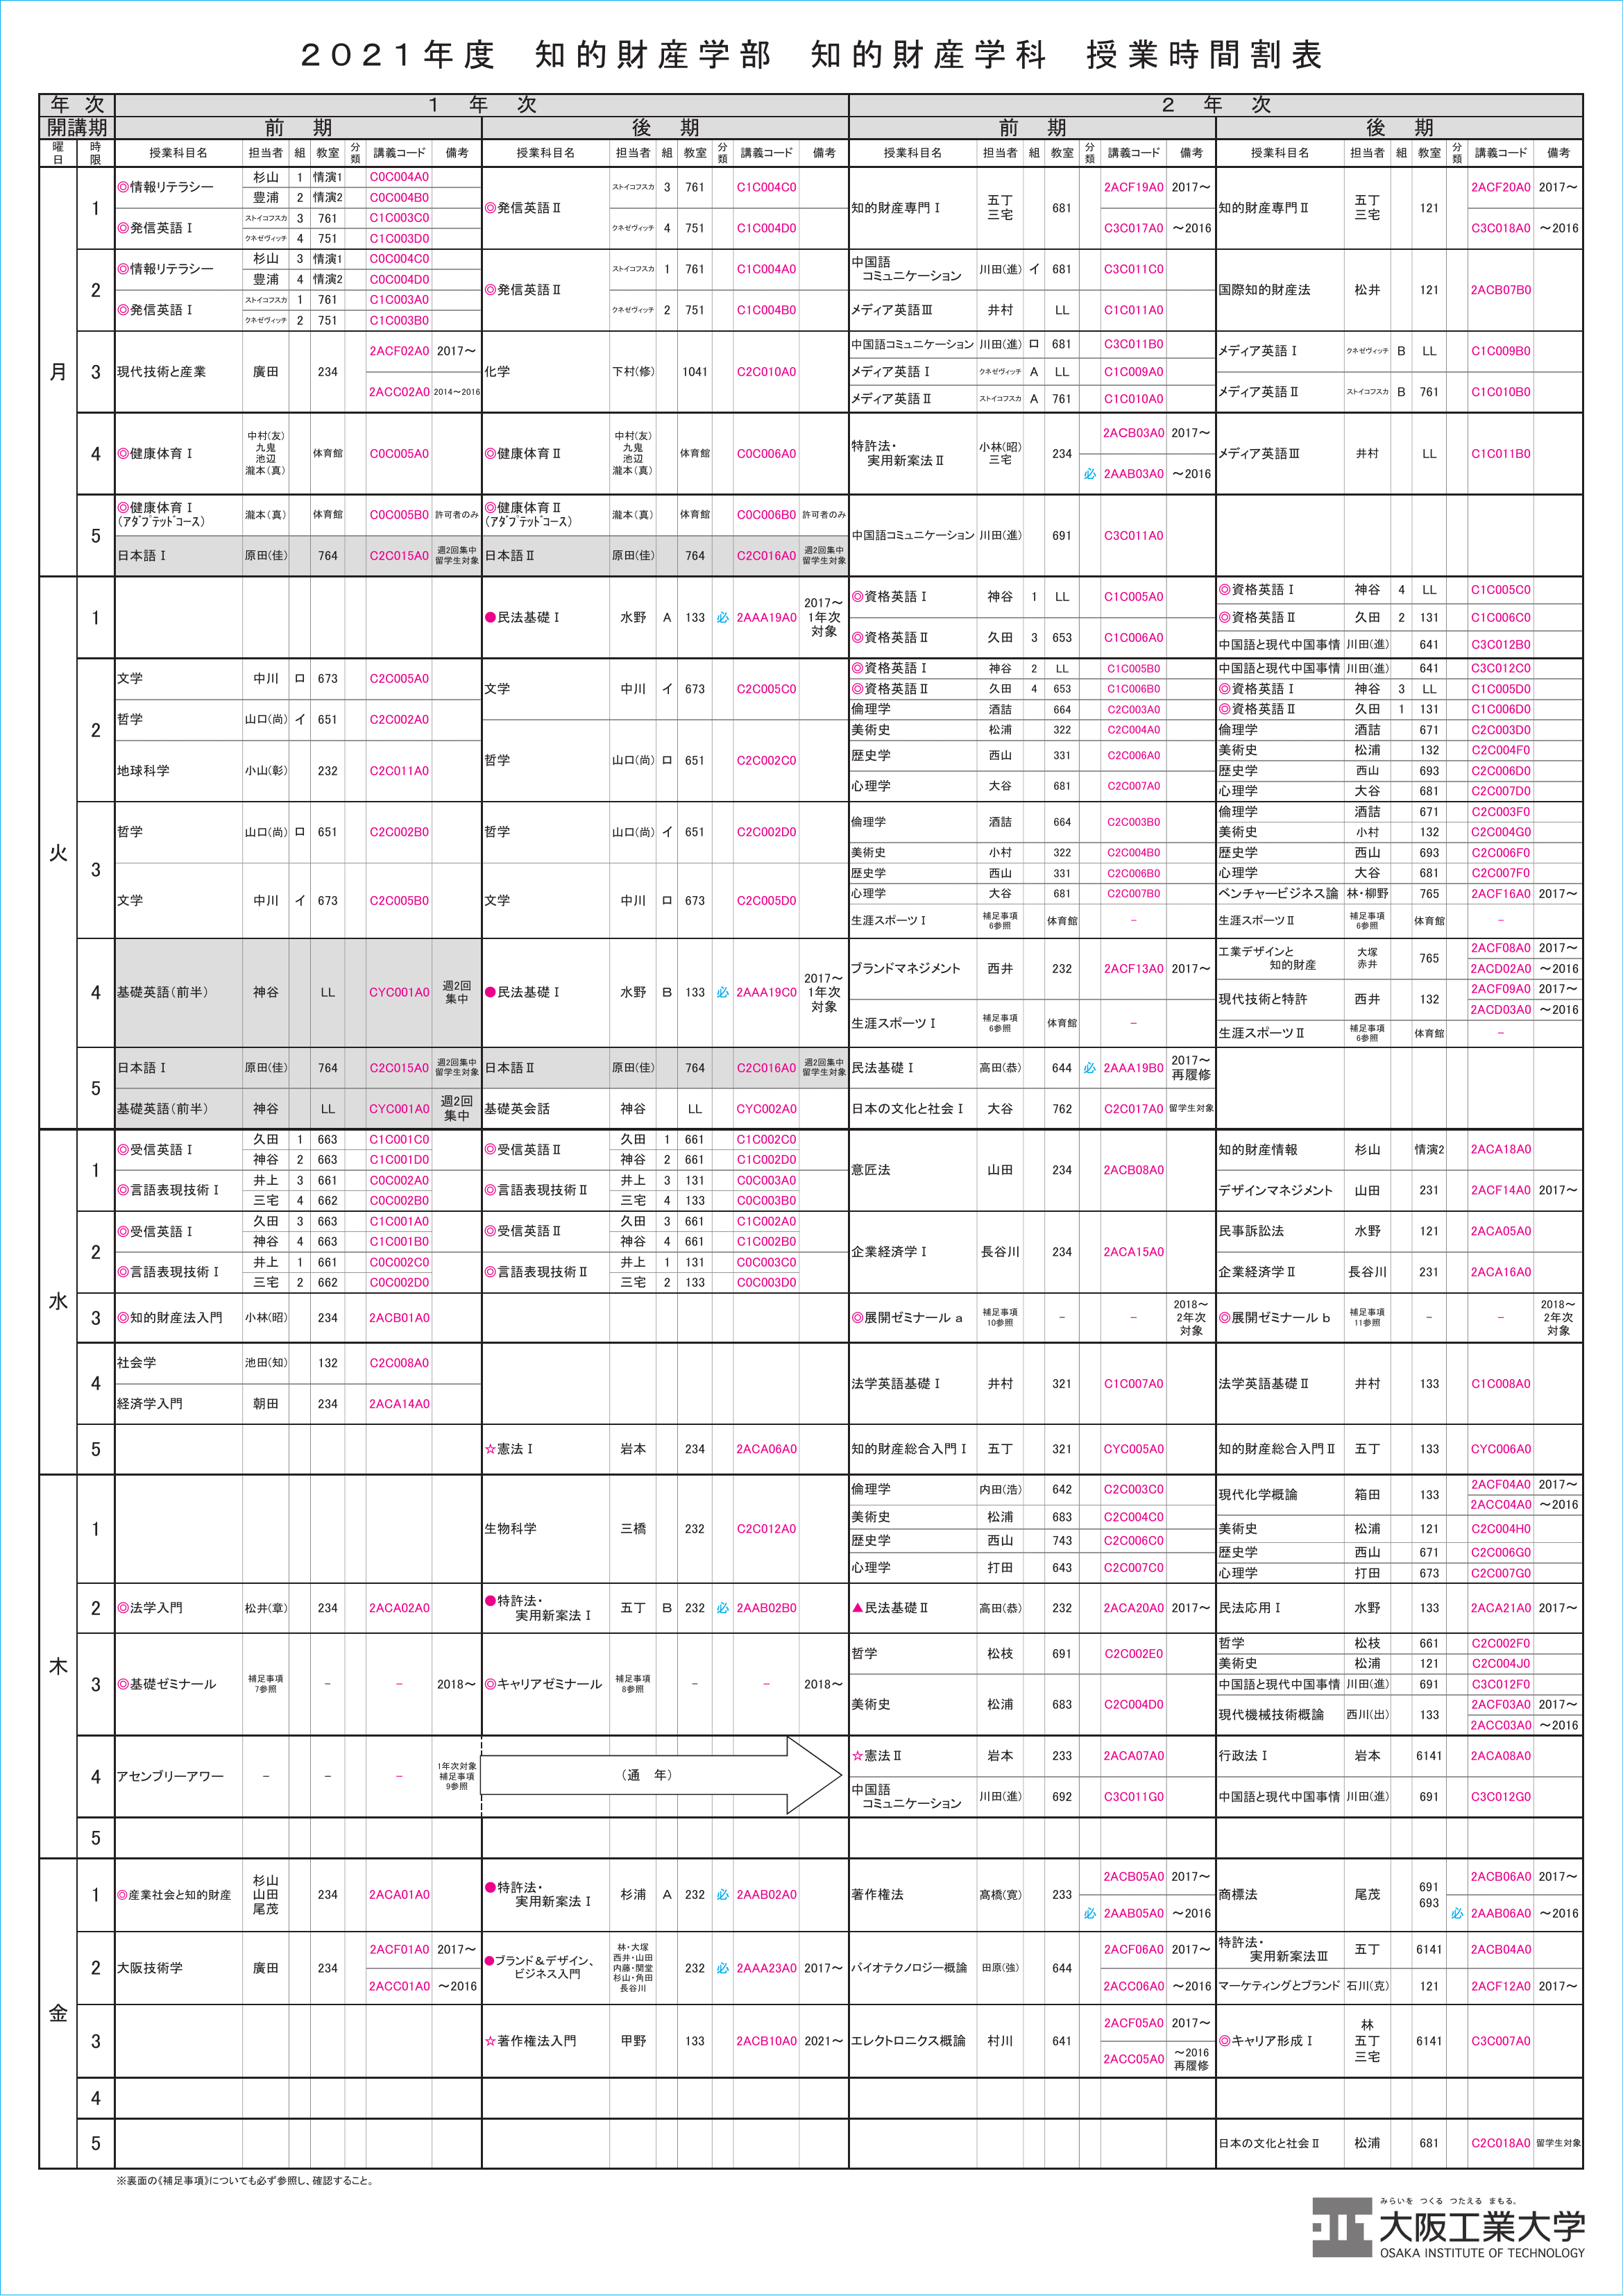 2021年度 知的財産学部 知的財産学科 授業時間割表
年次 1年次 2年次
開講期 前期 後期 前期 後期
曜日 時限 授業科目名 担当者 組 教室 分類 講義コード 備考 授業科目名 担当者 組 教室 分類 講義コード 備考 授業科目名 担当者 組 教室 分類 講義コード 備考 授業科目名 担当者 組 教室 分類 講義コード 備考
月
1
◎情報リテラシー 杉山 1 情演1 C0C004A0
豊浦 2 情演2 C0C004B0
◎発信英語Ⅰ ストイコフスカ 3 761 C1C003C0
クネゼヴィッチ 4 751 C1C003D0
◎発信英語Ⅱ ストイコフスカ 3 761 C1C004C0
クネゼヴィッチ 4 751 C1C004D0
知的財産専門Ⅰ 五丁 三宅 681 2ACF19A0 2017～
C3C017A0 ～2016
知的財産専門Ⅱ 五丁 三宅 121 2ACF20A0 2017～
C3C018A0 ～2016
2
◎情報リテラシー 杉山 3 情演1 C0C004C0
豊浦 4 情演2 C0C004D0
◎発信英語Ⅰ ストイコフスカ 1 761 C1C003A0
クネゼヴィッチ 2 751 C1C003B0
◎発信英語Ⅱ ストイコフスカ 1 761 C1C004A0
クネゼヴィッチ 2 751 C1C004B0
中国語
コミュニケーション 川田(進) イ 681 C3C011C0
メディア英語Ⅲ 井村 LL C1C011A0
国際知的財産法 松井 121 2ACB07B0
3
現代技術と産業 廣田 234 2ACF02A0 2017～
2ACC02A0 2014～2016
化学 下村(修) 1041 C2C010A0
中国語コミュニケーション 川田(進) ロ 681 C3C011B0
メディア英語Ⅰ クネゼヴィッチ A LL C1C009A0
メディア英語Ⅱ ストイコフスカ A 761 C1C010A0
メディア英語Ⅰ クネゼヴィッチ B LL C1C009B0
メディア英語Ⅱ ストイコフスカ B 761 C1C010B0
4
◎健康体育Ⅰ 中村(友) 九鬼 池辺 瀧本(真) 体育館 C0C005A0
◎健康体育Ⅱ 中村(友) 九鬼 池辺 瀧本(真) 体育館 C0C006A0
特許法・
実用新案法Ⅱ 小林(昭) 三宅 234 2ACB03A0 2017～
必 2AAB03A0 ～2016
メディア英語Ⅲ 井村 LL C1C011B0
5
◎健康体育Ⅰ
(アダプテッドコース) 瀧本(真) 体育館 C0C005B0 許可者のみ
日本語Ⅰ 原田(佳) 764 C2C015A0 週2回集中 留学生対象
◎健康体育Ⅱ
(アダプテッドコース) 瀧本(真) 体育館 C0C006B0 許可者のみ
日本語Ⅱ 原田(佳) 764 C2C016A0 週2回集中 留学生対象
中国語コミュニケーション 川田(進) 691 C3C011A0
火
1
●民法基礎Ⅰ 水野 A 133 必 2AAA19A0 2017～ 1年次 対象
◎資格英語Ⅰ 神谷 1 LL C1C005A0
◎資格英語Ⅱ 久田 3 653 C1C006A0
◎資格英語Ⅰ 神谷 4 LL C1C005C0
◎資格英語Ⅱ 久田 2 131 C1C006C0
中国語と現代中国事情 川田(進) 641 C3C012B0
2
文学 中川 ロ 673 C2C005A0
哲学 山口(尚) イ 651 C2C002A0
地球科学 小山(彰) 232 C2C011A0
文学 中川 イ 673 C2C005C0
哲学 山口(尚) ロ 651 C2C002C0
◎資格英語Ⅰ 神谷 2 LL C1C005B0
◎資格英語Ⅱ 久田 4 653 C1C006B0
倫理学 酒詰 664 C2C003A0
美術史 松浦 322 C2C004A0
歴史学 西山 331 C2C006A0
心理学 大谷 681 C2C007A0
中国語と現代中国事情 川田(進) 641 C3C012C0
◎資格英語Ⅰ 神谷 3 LL C1C005D0
◎資格英語Ⅱ 久田 1 131 C1C006D0
倫理学 酒詰 671 C2C003D0
美術史 松浦 132 C2C004F0
歴史学 西山 693 C2C006D0
心理学 大谷 681 C2C007D0
3
哲学 山口(尚) ロ 651 C2C002B0
文学 中川 イ 673 C2C005B0
哲学 山口(尚) イ 651 C2C002D0
文学 中川 ロ 673 C2C005D0
倫理学 酒詰 664 C2C003B0
美術史 小村 322 C2C004B0
歴史学 西山 331 C2C006B0
心理学 大谷 681 C2C007B0
生涯スポーツⅠ 補足事項 6参照 体育館 －
倫理学 酒詰 671 C2C003F0
美術史 小村 132 C2C004G0
歴史学 西山 693 C2C006F0
心理学 大谷 681 C2C007F0
ベンチャービジネス論 林・柳野 765 2ACF16A0 2017～
生涯スポーツⅡ 補足事項 6参照 体育館 －
4
基礎英語(前半) 神谷 LL CYC001A0 週2回 集中
●民法基礎Ⅰ 水野 B 133 必 2AAA19C0 2017～ 1年次 対象
ブランドマネジメント 西井 232 2ACF13A0 2017～
生涯スポーツⅠ 補足事項 6参照 体育館 －
工業デザインと
知的財産 大塚 赤井 765 2ACF08A0 2017～
2ACD02A0 ～2016
現代技術と特許 西井 132 2ACF09A0 2017～
2ACD03A0 ～2016
生涯スポーツⅡ 補足事項 6参照 体育館 －
5
日本語Ⅰ 原田(佳) 764 C2C015A0 週2回集中 留学生対象
基礎英語(前半) 神谷 LL CYC001A0 週2回 集中
日本語Ⅱ 原田(佳) 764 C2C016A0 週2回集中 留学生対象
基礎英会話 神谷 LL CYC002A0
民法基礎Ⅰ 高田(恭) 644 必 2AAA19B0 2017～ 再履修
日本の文化と社会Ⅰ 大谷 762 C2C017A0 留学生対象
水
1
◎受信英語Ⅰ 久田 1 663 C1C001C0
神谷 2 663 C1C001D0
◎言語表現技術Ⅰ 井上 3 661 C0C002A0
三宅 4 662 C0C002B0
◎受信英語Ⅱ 久田 1 661 C1C002C0
神谷 2 661 C1C002D0
◎言語表現技術Ⅱ 井上 3 131 C0C003A0
三宅 4 133 C0C003B0
意匠法 山田 234 2ACB08A0
知的財産情報 杉山 情演2 2ACA18A0
デザインマネジメント 山田 231 2ACF14A0 2017～
2
◎受信英語Ⅰ 久田 3 663 C1C001A0
神谷 4 663 C1C001B0
◎言語表現技術Ⅰ 井上 1 661 C0C002C0
三宅 2 662 C0C002D0
◎受信英語Ⅱ 久田 3 661 C1C002A0
神谷 4 661 C1C002B0
◎言語表現技術Ⅱ 井上 1 131 C0C003C0
三宅 2 133 C0C003D0
企業経済学Ⅰ 長谷川 234 2ACA15A0
民事訴訟法 水野 121 2ACA05A0
企業経済学Ⅱ 長谷川 231 2ACA16A0
3
◎知的財産法入門 小林(昭) 234 2ACB01A0
◎展開ゼミナール a 補足事項 10参照 － － 2018～ 2年次 対象
◎展開ゼミナール b 補足事項 11参照 － － 2018～ 2年次 対象
4
社会学 池田(知) 132 C2C008A0
経済学入門 朝田 234 2ACA14A0
法学英語基礎Ⅰ 井村 321 C1C007A0
法学英語基礎Ⅱ 井村 133 C1C008A0
5
☆憲法Ⅰ 岩本 234 2ACA06A0
知的財産総合入門Ⅰ 五丁 321 CYC005A0
知的財産総合入門Ⅱ 五丁 133 CYC006A0
木
1
生物科学 三橋 232 C2C012A0
倫理学 内田(浩) 642 C2C003C0
美術史 松浦 683 C2C004C0
歴史学 西山 743 C2C006C0
心理学 打田 643 C2C007C0
現代化学概論 箱田 133 2ACF04A0 2017～
2ACC04A0 ～2016
美術史 松浦 121 C2C004H0
歴史学 西山 671 C2C006G0
心理学 打田 673 C2C007G0
2
◎法学入門 松井(章) 234 2ACA02A0
●特許法・
実用新案法Ⅰ 五丁 B 232 必 2AAB02B0
▲民法基礎Ⅱ 高田(恭) 232 2ACA20A0 2017～
民法応用Ⅰ 水野 133 2ACA21A0 2017～
3
◎基礎ゼミナール 補足事項 7参照 － － 2018～
◎キャリアゼミナール 補足事項 8参照 － － 2018～
哲学 松枝 691 C2C002E0
美術史 松浦 683 C2C004D0
哲学 松枝 661 C2C002F0
美術史 松浦 121 C2C004J0
中国語と現代中国事情 川田(進) 691 C3C012F0
現代機械技術概論 西川(出) 133 2ACF03A0 2017～
2ACC03A0 ～2016
4
アセンブリーアワー － － － 1年次対象 補足事項 9参照
(通 年)
☆憲法Ⅱ 岩本 233 2ACA07A0
中国語
コミュニケーション 川田(進) 692 C3C011G0
行政法Ⅰ 岩本 6141 2ACA08A0
中国語と現代中国事情 川田(進) 691 C3C012G0
5
金
1
◎産業社会と知的財産 杉山 山田 尾茂 234 2ACA01A0
●特許法・
実用新案法Ⅰ 杉浦 A 232 必 2AAB02A0
著作権法 髙橋(寛) 233 2ACB05A0 2017～
必 2AAB05A0 ～2016
商標法 尾茂 691 693 2ACB06A0 2017～
必 2AAB06A0 ～2016
2
大阪技術学 廣田 234 2ACF01A0 2017～
2ACC01A0 ～2016
●ブランド＆デザイン、
ビジネス入門 林・大塚 西井・山田 内藤・関堂 杉山・角田 長谷川 232 必 2AAA23A0 2017～
バイオテクノロジー概論 田原(強) 644 2ACF06A0 2017～
2ACC06A0 ～2016
特許法・
実用新案法Ⅲ 五丁 6141 2ACB04A0
マーケティングとブランド 石川(克) 121 2ACF12A0 2017～
3
☆著作権法入門 甲野 133 2ACB10A0 2021～
エレクトロニクス概論 村川 641 2ACF05A0 2017～
2ACC05A0 ～2016 再履修
◎キャリア形成Ⅰ 林 五丁 三宅 6141 C3C007A0
4
5
日本の文化と社会Ⅱ 松浦 681 C2C018A0 留学生対象
※裏面の《補足事項》についても必ず参照し、確認すること。
みらいを つくる つたえる まもる。
大阪工業大学
OSAKA INSTITUTE OF TECHNOLOGY